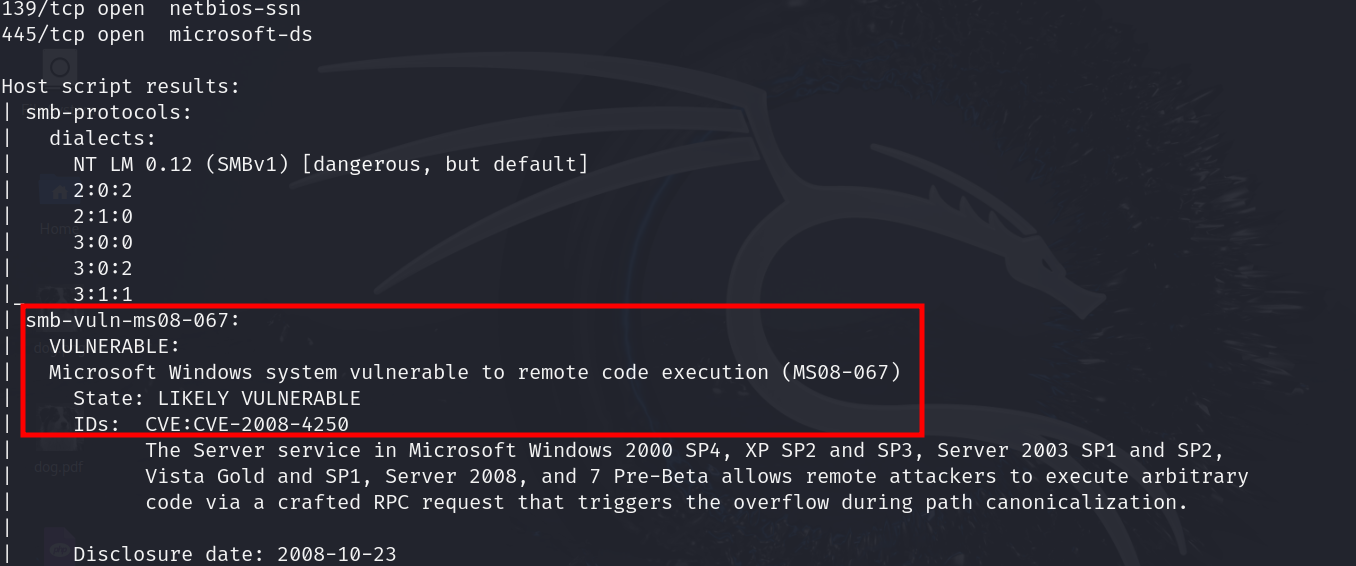 139/tcp open  netbios-ssn
445/tcp open  microsoft-ds
Host script results:
| smb-protocols:
|   dialects:
|     NT LM 0.12 (SMBv1) [dangerous, but default]
|     2:0:2
|     2:1:0
|     3:0:0
|     3:0:2
|_    3:1:1
| smb-vuln-ms08-067:
|   VULNERABLE:
|   Microsoft Windows system vulnerable to remote code execution (MS08-067)
|     State: LIKELY VULNERABLE
|     IDs:  CVE:CVE-2008-4250
|           The Server service in Microsoft Windows 2000 SP4, XP SP2 and SP3, Server 2003 SP1 and SP2,
|           Vista Gold and SP1, Server 2008, and 7 Pre-Beta allows remote attackers to execute arbitrary
|           code via a crafted RPC request that triggers the overflow during path canonicalization.
|
|     Disclosure date: 2008-10-23
Home
dog.pdf